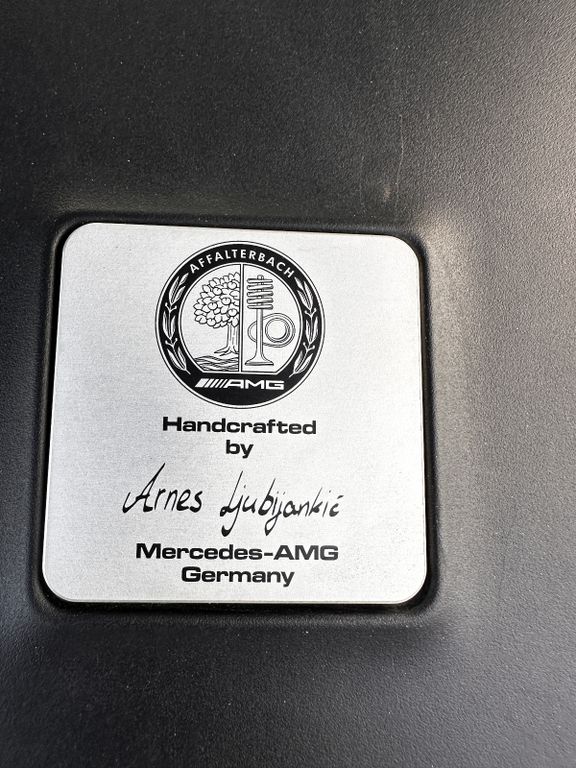 AFFALTERBACH
AMG
Handcrafted
by
Arnes Ljubijankić
Mercedes-AMG
Germany